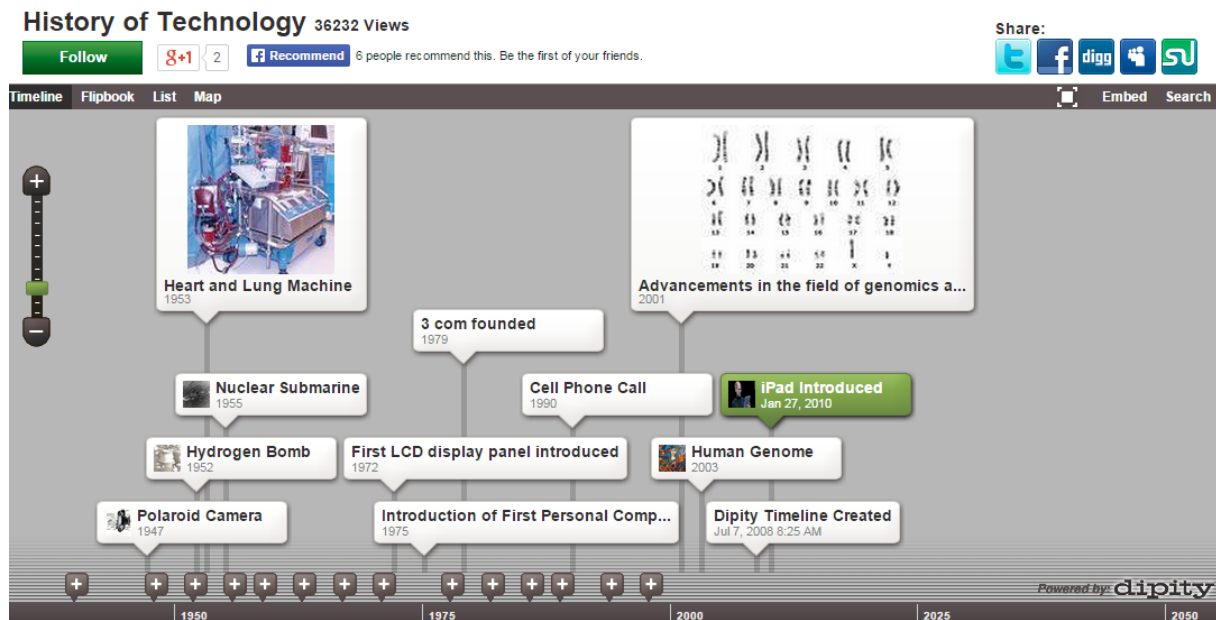 History of Technology 36232 Views
Share:
Follow
g+1 2
Recommend 6 people recommend this. Be the first of your friends.
digg
Timeline Flipbook List Map
Embed Search
Heart and Lung Machine
1953
Advancements in the field of genomics a...
2001
3 com founded
1979
Nuclear Submarine
1955
Cell Phone Call
1990
iPad Introduced
Jan 27, 2010
Hydrogen Bomb
1952
First LCD display panel introduced
1972
Human Genome
2003
Polaroid Camera
1947
Introduction of First Personal Comp...
1975
Dipity Timeline Created
Jul 7, 2008 8:25 AM
Powered by: dipity
1950 1975 2000 2025 2050